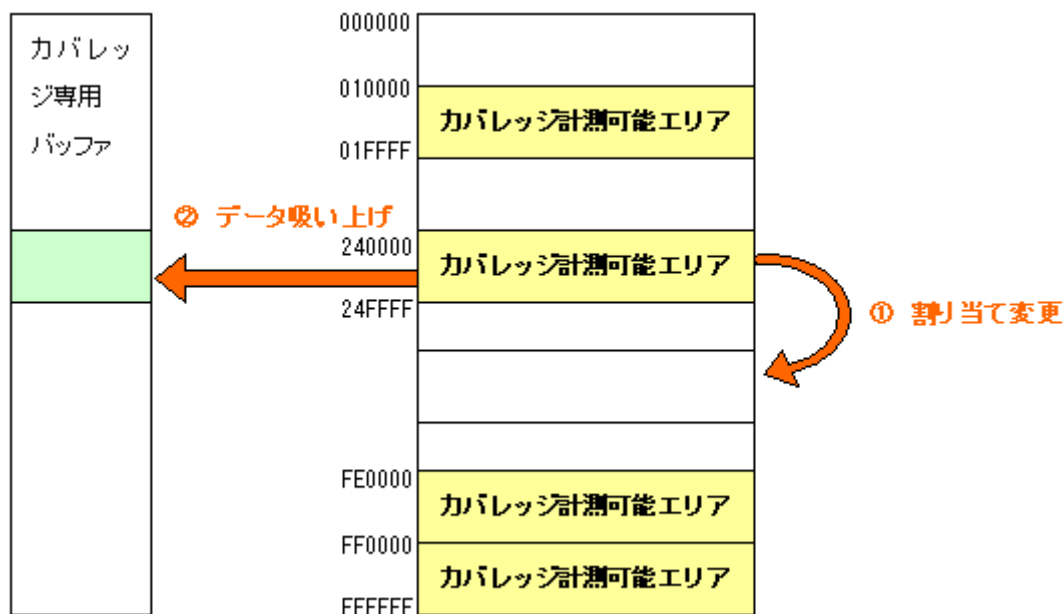 カバレッ
ジ専用
バッファ
000000
010000
カバレッジ計測可能エリア
01FFFF
② データ吸い上げ
240000
カバレッジ計測可能エリア
24FFFF
① 割り当て変更
FE0000
カバレッジ計測可能エリア
FF0000
カバレッジ計測可能エリア
FFFFFF